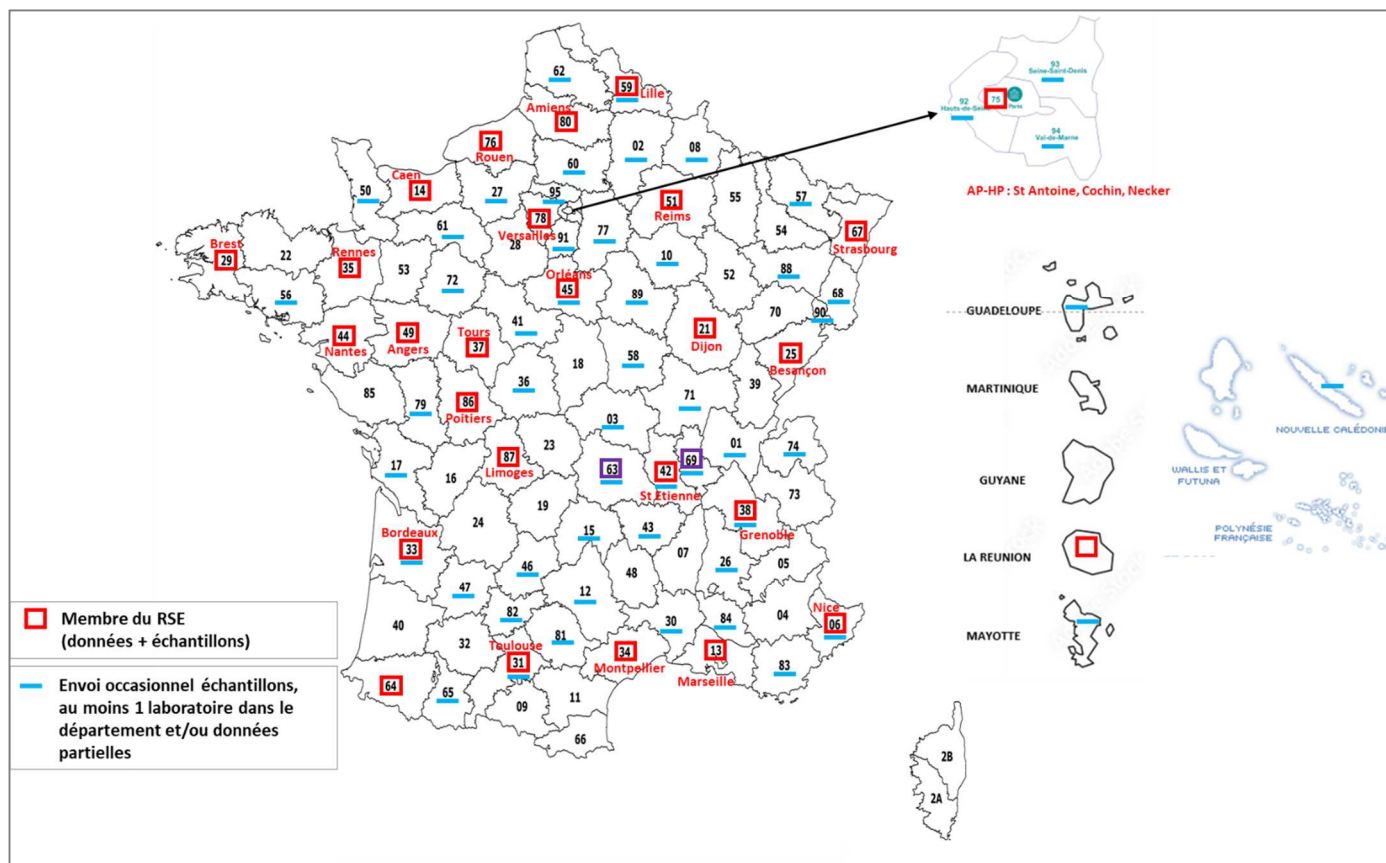 62
59
Lille
Amiens
80
76
Rouen
02
08
60
Caen
14
50
27
95
51
Reims
55
57
78
Versailles
67
Strasbourg
61
28
91
77
54
Brest
29
22
Rennes
35
53
10
52
88
68
72
Orléans
45
89
70
90
56
41
21
Dijon
44
Nantes
49
Angers
Tours
37
25
Besançon
18
58
36
39
85
79
86
Poitiers
71
03
23
01
74
17
87
Limoges
63
42
69
St Etienne
16
73
19
38
Grenoble
24
15
43
Bordeaux
33
07
26
05
46
48
47
12
04
Nice
06
82
30
84
40
81
32
Toulouse
31
34
Montpellier
13
Marseille
83
64
65
09
11
66
2B
2A
93
Seine-Saint-Denis
92
Hauts-de-Seine
75
Paris
94
Val-de-Marne
AP-HP : St Antoine, Cochin, Necker
GUADELOUPE
MARTINIQUE
NOUVELLE CALÉDONIE
GUYANE
WALLIS ET
FUTUNA
LA REUNION
POLYNÉSIE
FRANÇAISE
MAYOTTE
Membre du RSE
(données + échantillons)
Envoi occasionnel échantillons,
au moins 1 laboratoire dans le
département et/ou données
partielles